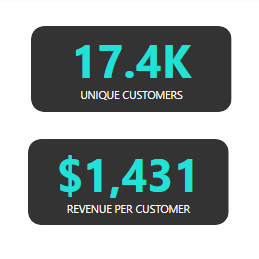 17.4K
UNIQUE CUSTOMERS
$1,431
REVENUE PER CUSTOMER